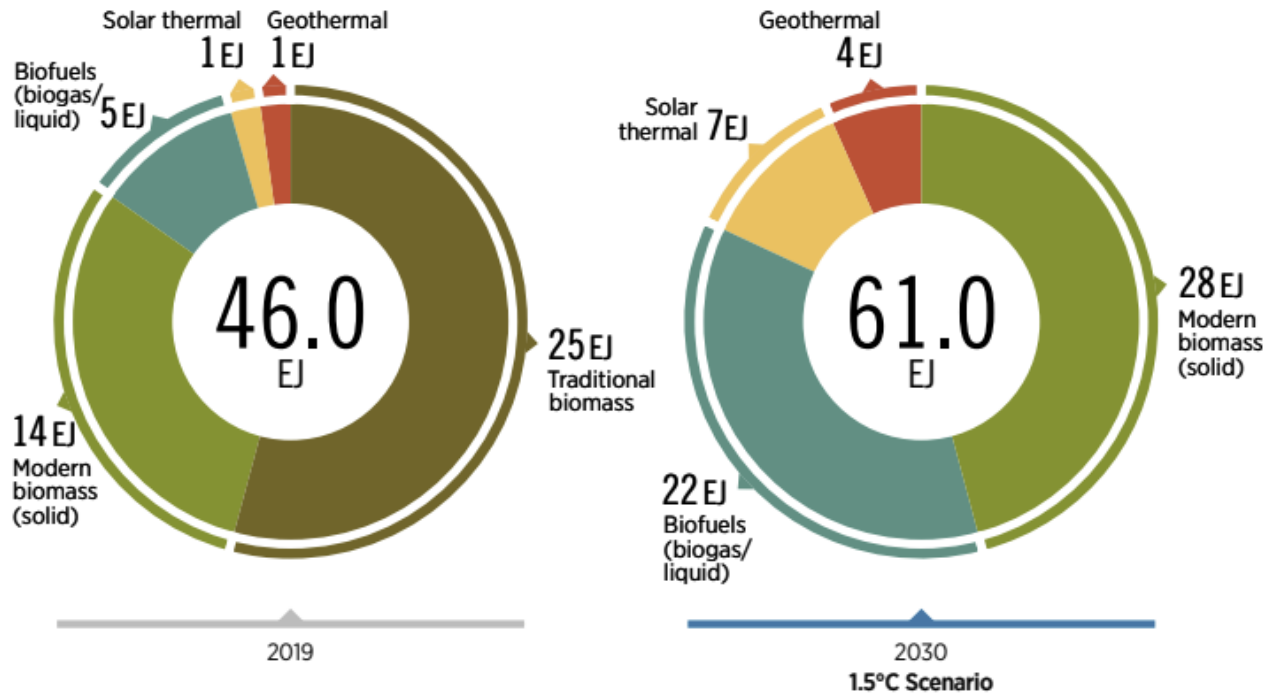 Solar thermal
1 EJ
Geothermal
1 EJ
Biofuels
(biogas/
liquid) 5 EJ
46.0
EJ
25 EJ
Traditional
biomass
14 EJ
Modern
biomass
(solid)
2019
Geothermal
4 EJ
Solar
thermal 7 EJ
61.0
EJ
28 EJ
Modern
biomass
(solid)
22 EJ
Biofuels
(biogas/
liquid)
2030
1.5°C Scenario